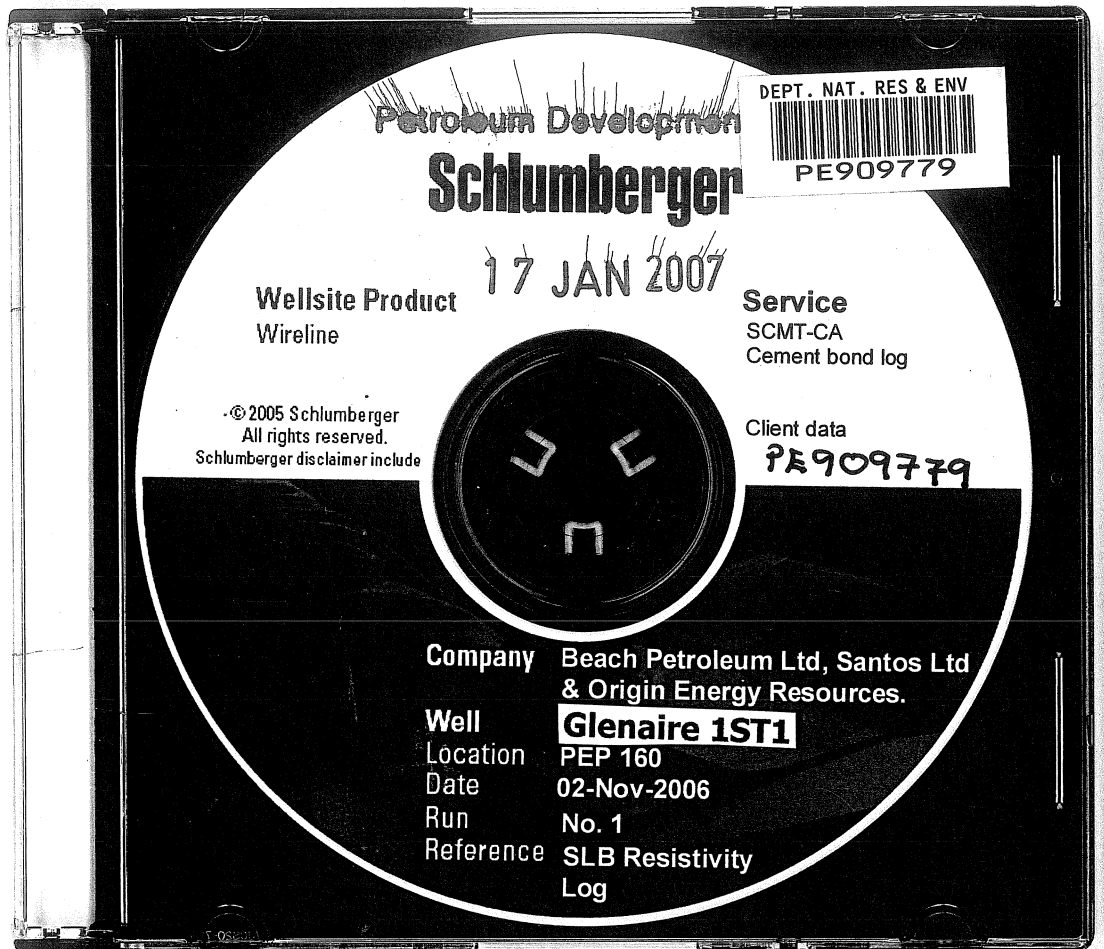 Petroleum Developmen
DEPT. NAT. RES & ENV
PE909779
Schlumberger
17 JAN 2007
Wellsite Product
Wireline
Service
SCMT-CA
Cement bond log
© 2005 Schlumberger
All rights reserved.
Schlumberger disclaimer include
Client data
PE909779
Company Beach Petroleum Ltd, Santos Ltd
& Origin Energy Resources.
Well Glenaire 1ST1
Location PEP 160
Date 02-Nov-2006
Run No. 1
Reference SLB Resistivity
Log